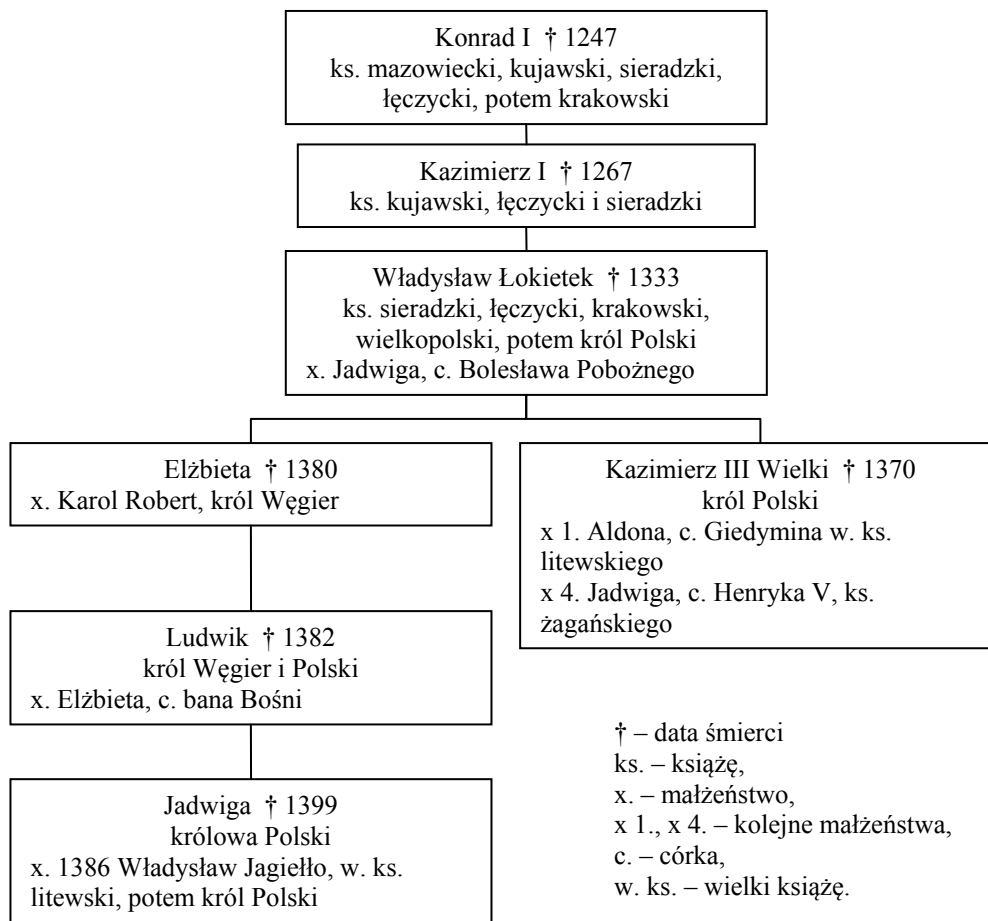 Konrad I † 1247
ks. mazowiecki, kujawski, sieradzki,
łęczycki, potem krakowski
Kazimierz I † 1267
ks. kujawski, łęczycki i sieradzki
Władysław Łokietek † 1333
ks. sieradzki, łęczycki, krakowski,
wielkopolski, potem król Polski
x. Jadwiga, c. Bolesława Pobożnego
Elżbieta † 1380
x. Karol Robert, król Węgier
Kazimierz III Wielki † 1370
król Polski
x 1. Aldona, c. Giedymina w. ks.
litewskiego
x 4. Jadwiga, c. Henryka V, ks.
żagańskiego
Ludwik † 1382
król Węgier i Polski
x. Elżbieta, c. bana Bośni
Jadwiga † 1399
królowa Polski
x. 1386 Władysław Jagiełło, w. ks.
litewski, potem król Polski
† – data śmierci
ks. – książę,
x. – małżeństwo,
x 1., x 4. – kolejne małżeństwa,
c. – córka,
w. ks. – wielki książę.